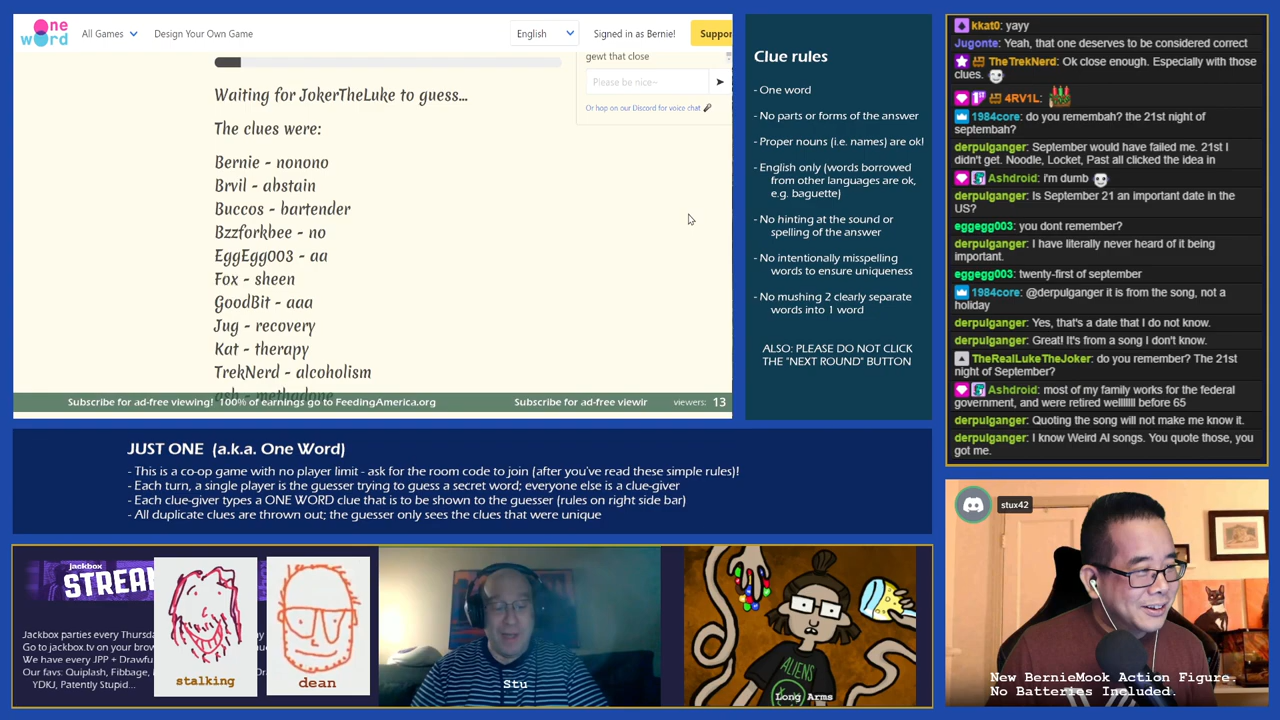 one
word
All Games
Design Your Own Game
English
Signed in as Bernie!
Suppor
gewt that close
Please be nice~
Or hop on our Discord for voice chat
Waiting for JokerTheLuke to guess...
The clues were:
Bernie - nonono
Brvil - abstain
Buccos - bartender
Bzzforkbee - no
EggEgg003 - aa
Fox - sheen
GoodBit - aaa
Jug - recovery
Kat - therapy
TrekNerd - alcoholism
ash - methadone
Subscribe for ad-free viewing! 100% of earnings go to FeedingAmerica.org
Subscribe for ad-free viewir
viewers: 13
Clue rules
- One word
- No parts or forms of the answer
- Proper nouns (i.e. names) are ok!
- English only (words borrowed
from other languages are ok,
e.g. baguette)
- No hinting at the sound or
spelling of the answer
- No intentionally misspelling
words to ensure uniqueness
- No mushing 2 clearly separate
words into 1 word
ALSO: PLEASE DO NOT CLICK
THE "NEXT ROUND" BUTTON
kkat0: yayy
Jugonte: Yeah, that one deserves to be considered correct
TheTrekNerd: Ok close enough. Especially with those
clues.
4RV1L:
1984core: do you remembah? the 21st night of
septembah?
derpulganger: September would have failed me. 21st I
didn't get. Noodle, Locket, Past all clicked the idea in
Ashdroid: i'm dumb
derpulganger: Is September 21 an important date in the
US?
eggegg003: you dont remember?
derpulganger: I have literally never heard of it being
important.
eggegg003: twenty-first of september
1984core: @derpulganger it is from the song, not a
holiday
derpulganger: Yes, that's a date that I do not know.
derpulganger: Great! It's from a song I don't know.
TheRealLukeTheJoker: do you remember? The 21st
night of September?
Ashdroid: most of my family works for the federal
government, and were retired wellllllll before 65
derpulganger: Quoting the song will not make me know it.
derpulganger: I know Weird Al songs. You quote those, you
got me.
JUST ONE (a.k.a. One Word)
- This is a co-op game with no player limit - ask for the room code to join (after you've read these simple rules)!
- Each turn, a single player is the guesser trying to guess a secret word; everyone else is a clue-giver
- Each clue-giver types a ONE WORD clue that is to be shown to the guesser (rules on right side bar)
- All duplicate clues are thrown out; the guesser only sees the clues that were unique
jackbox
STREA
Jackbox parties every Thursda
Go to jackbox.tv on your brow
We have every JPP + Drawfu
Our favs: Quiplash, Fibbage,
YDKJ, Patently Stupid...
stalking
dean
Stu
ALIENS
Long Arms
stux42
New BernieMook Action Figure.
No Batteries Included.